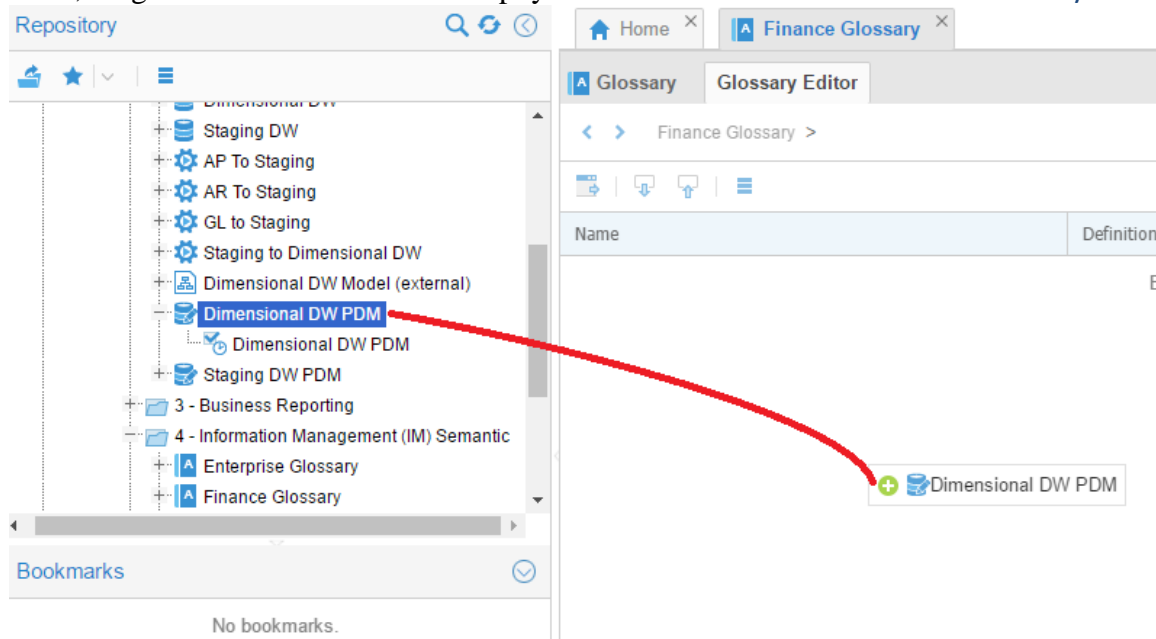 Repository
Home
Finance Glossary
Glossary
Glossary Editor
Dimensional DW
Staging DW
AP To Staging
AR To Staging
GL to Staging
Staging to Dimensional DW
Dimensional DW Model (external)
Dimensional DW PDM
Dimensional DW PDM
Staging DW PDM
3 - Business Reporting
4 - Information Management (IM) Semantic
Enterprise Glossary
Finance Glossary
Finance Glossary >
Name
Definition
Dimensional DW PDM
Bookmarks
No bookmarks.